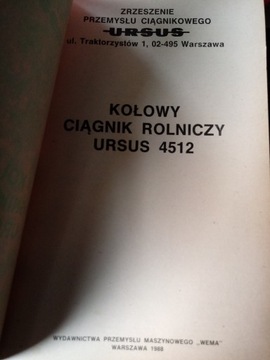 ZRZESZENIE
PRZEMYSŁU CIĄGNIKOWEGO
URSUS
ul. Traktorzystów 1, 02-495 Warszawa
KOŁOWY
CIĄGNIK ROLNICZY
URSUS 4512
WYDAWNICTWA PRZEMYSŁU MASZYNOWEGO „WEMA”
WARSZAWA 1988